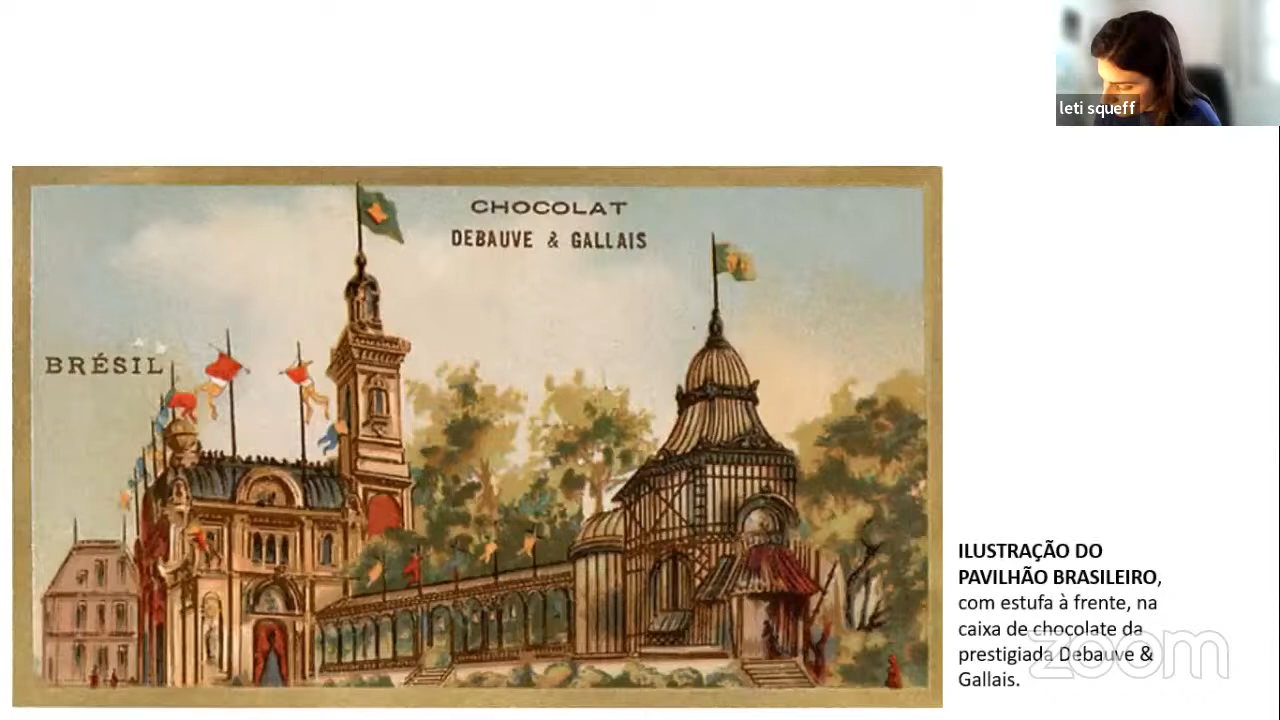 leti squeff
CHOCOLAT
DEBAUVE & GALLAIS
BRÉSIL
ILUSTRAÇÃO DO
PAVILHÃO BRASILEIRO,
com estufa à frente, na
caixa de chocolate da
prestigiada Debauve &
Gallais.
zoom